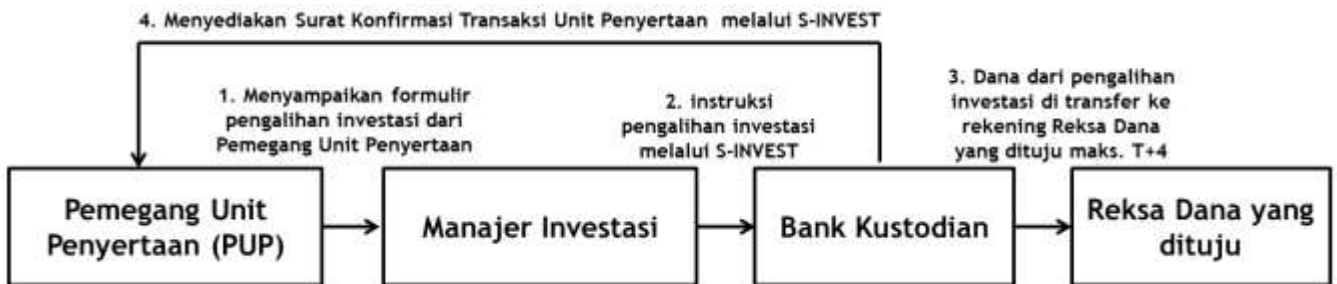 4. Menyediakan Surat Konfirmasi Transaksi Unit Penyertaan melalui S-INVEST
1. Menyampaikan formulir
pengalihan investasi dari
Pemegang Unit Penyertaan
2. instruksi
pengalihan investasi
melalui S-INVEST
3. Dana dari pengalihan
investasi di transfer ke
rekening Reksa Dana
yang dituju maks. T+4
Pemegang Unit
Penyertaan (PUP)
Manajer Investasi
Bank Kustodian
Reksa Dana yang
dituju